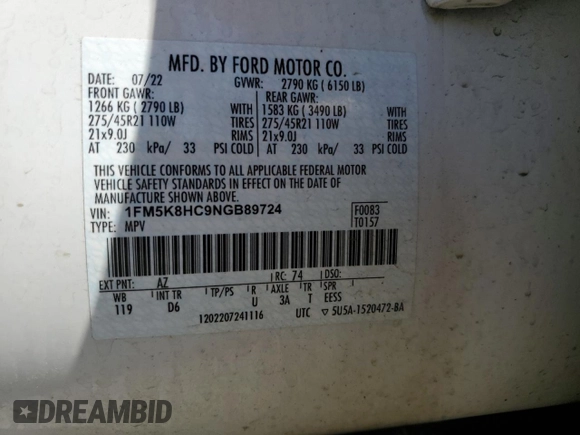 MFD. BY FORD MOTOR CO.
DATE: 07/22 GVWR: 2790 KG ( 6150 LB)
FRONT GAWR: REAR GAWR:
1266 KG ( 2790 LB) WITH 1583 KG ( 3490 LB) WITH
275/45R21 110W TIRES 275/45R21 110W TIRES
21x9.0J RIMS 21x9.0J RIMS
AT 230 kPa/ 33 PSI COLD AT 230 kPa/ 33 PSI COLD
THIS VEHICLE CONFORMS TO ALL APPLICABLE FEDERAL MOTOR
VEHICLE SAFETY STANDARDS IN EFFECT ON THE DATE OF
MANUFACTURE SHOWN ABOVE.
VIN: 1FM5K8HC9NGB89724 F0083
TYPE: MPV T0157
EXT PNT: AZ RC: 74 DSO:
WB INT TR TP/PS R AXLE TR SPR
119 D6 U 3A T EESS
1202207241116 UTC ▽ 5U5A-1520472-BA
DREAMBID